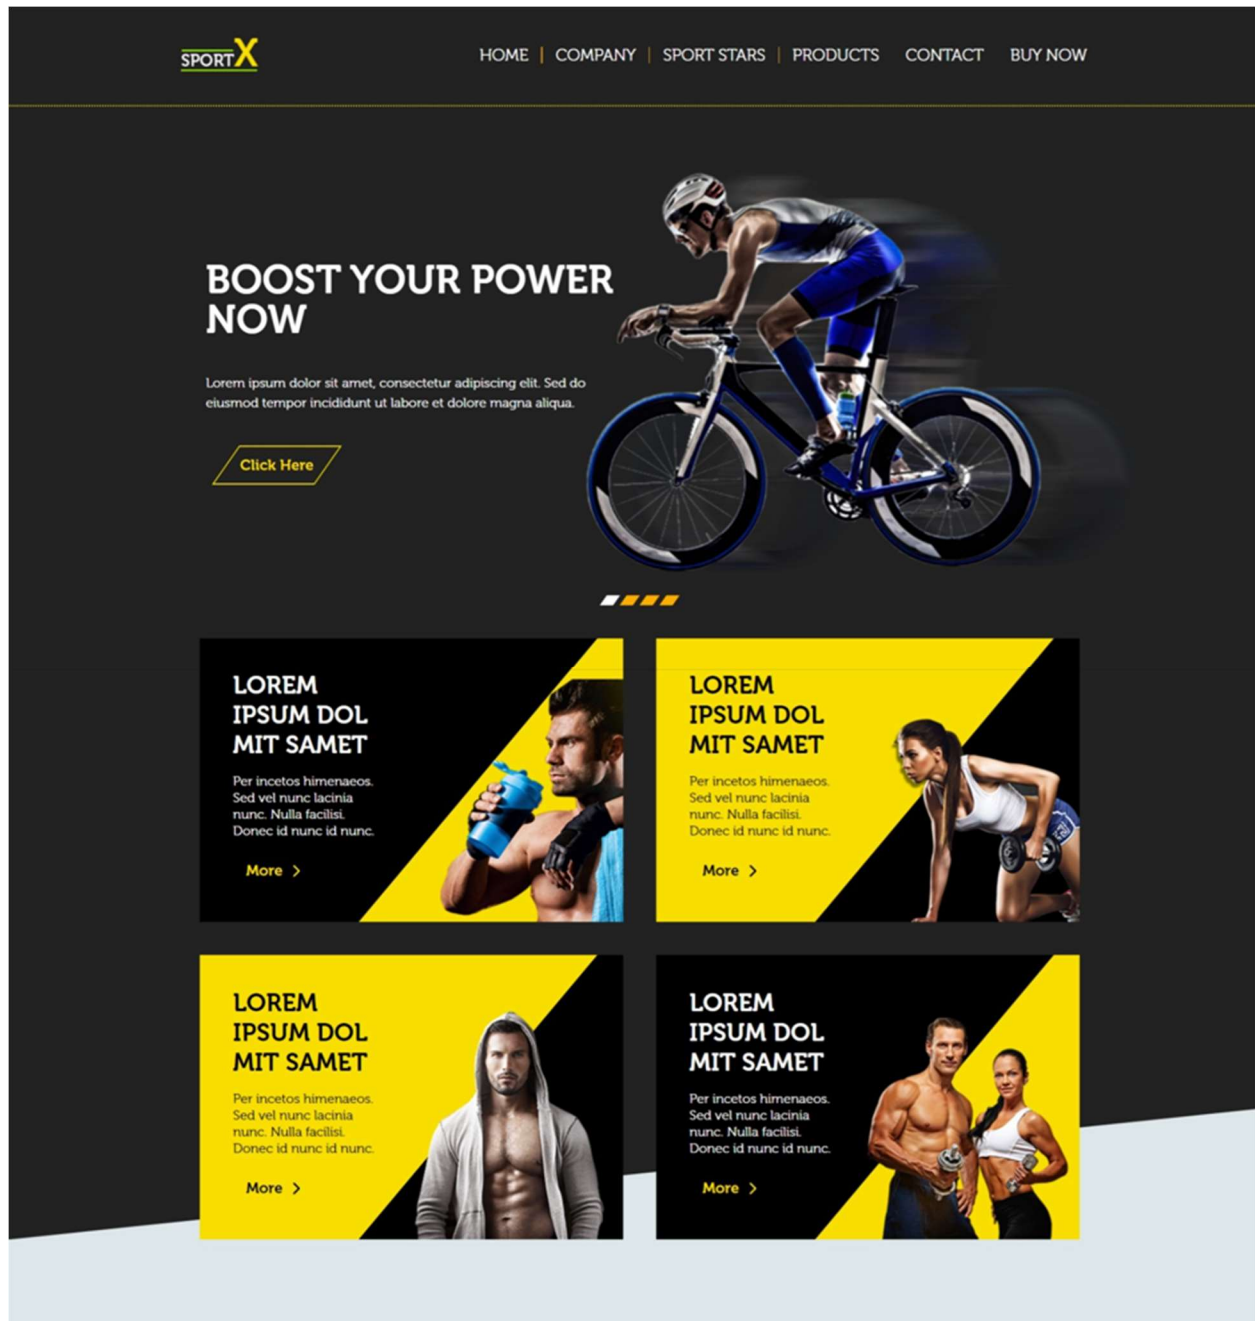 SPORT X
HOME | COMPANY | SPORT STARS | PRODUCTS CONTACT BUY NOW
BOOST YOUR POWER
NOW
Lorem ipsum dolor sit amet, consectetur adipiscing elit. Sed do
eiusmod tempor incididunt ut labore et dolore magna aliqua.
Click Here
LOREM
IPSUM DOL
MIT SAMET
Per incetos himenaeos.
Sed vel nunc lacinia
nunc. Nulla facilisi.
Donec id nunc id nunc.
More >
LOREM
IPSUM DOL
MIT SAMET
Per incetos himenaeos.
Sed vel nunc lacinia
nunc. Nulla facilisi.
Donec id nunc id nunc.
More >
LOREM
IPSUM DOL
MIT SAMET
Per incetos himenaeos.
Sed vel nunc lacinia
nunc. Nulla facilisi.
Donec id nunc id nunc.
More >
LOREM
IPSUM DOL
MIT SAMET
Per incetos himenaeos.
Sed vel nunc lacinia
nunc. Nulla facilisi.
Donec id nunc id nunc.
More >